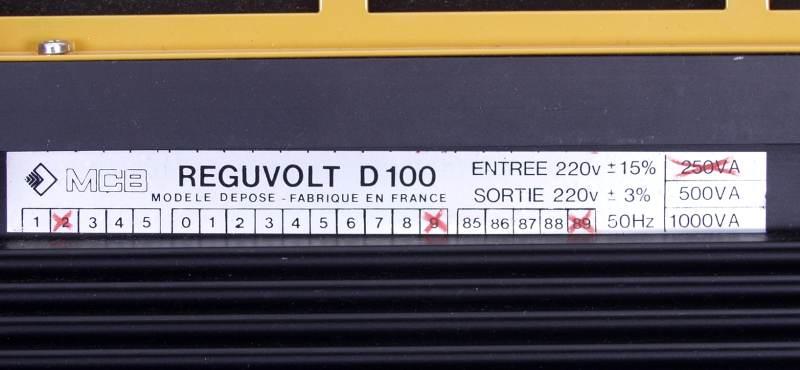 MCB REGUVOLT D100
MODELE DEPOSE - FABRIQUE EN FRANCE
1 2 3 4 5 0 1 2 3 4 5 6 7 8 9 85 86 87 88 89 50Hz
ENTREE 220v ±15%
SORTIE 220v ± 3%
250VA
500VA
1000VA